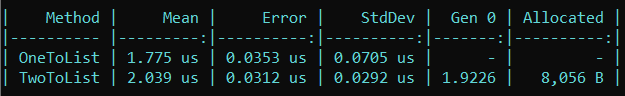 |    Method |     Mean |     Error |    StdDev |  Gen 0 | Allocated |
|---------- |---------:|----------:|----------:|-------:|----------:|
| OneToList | 1.775 us | 0.0353 us | 0.0705 us |      - |         - |
| TwoToList | 2.039 us | 0.0312 us | 0.0292 us | 1.9226 |   8,056 B |